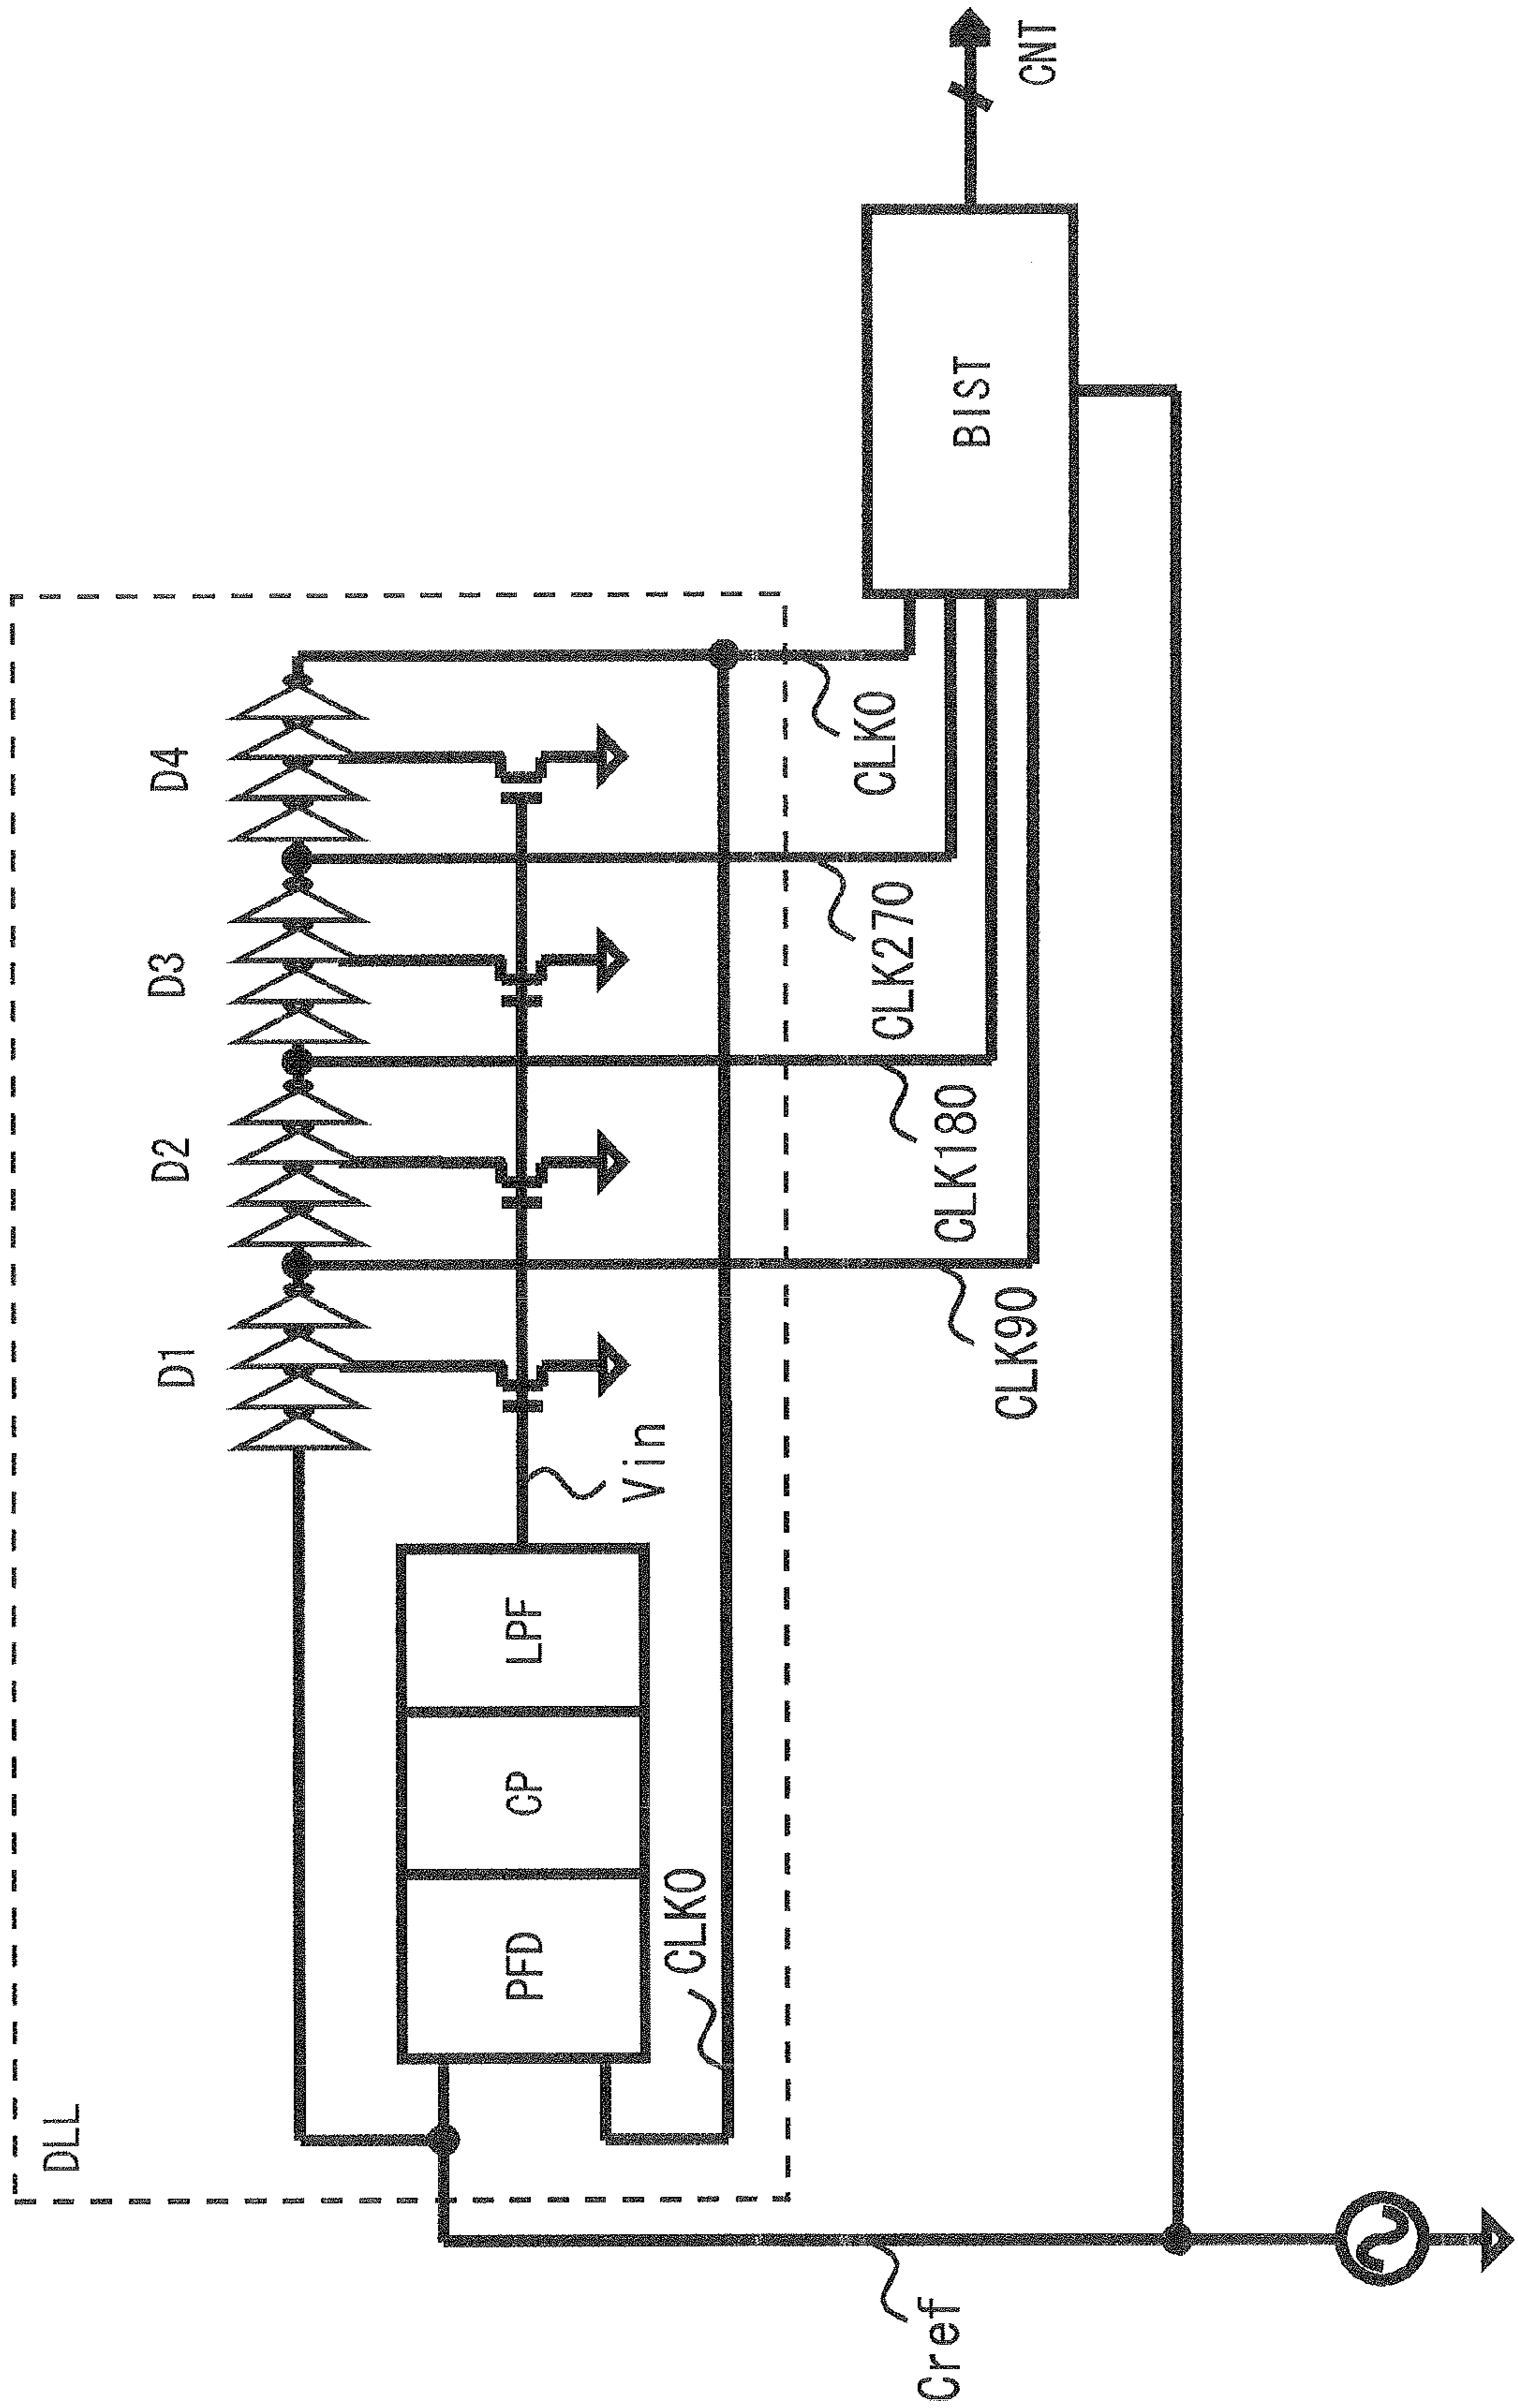 DLL
D1
D2
D3
D4
PFD
CP
LPF
Vin
CLK0
CLK0
CLK270
CLK180
CLK90
BIST
CNT
Cref